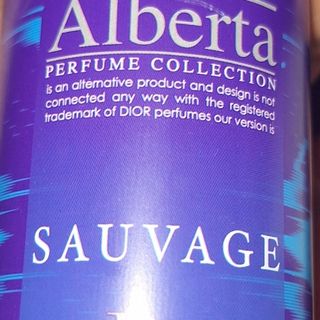 Alberta
PERFUME COLLECTION
is an alternative product and design is not
connected any way with the registered
trademark of DIOR perfumes our version is
SAUVAGE